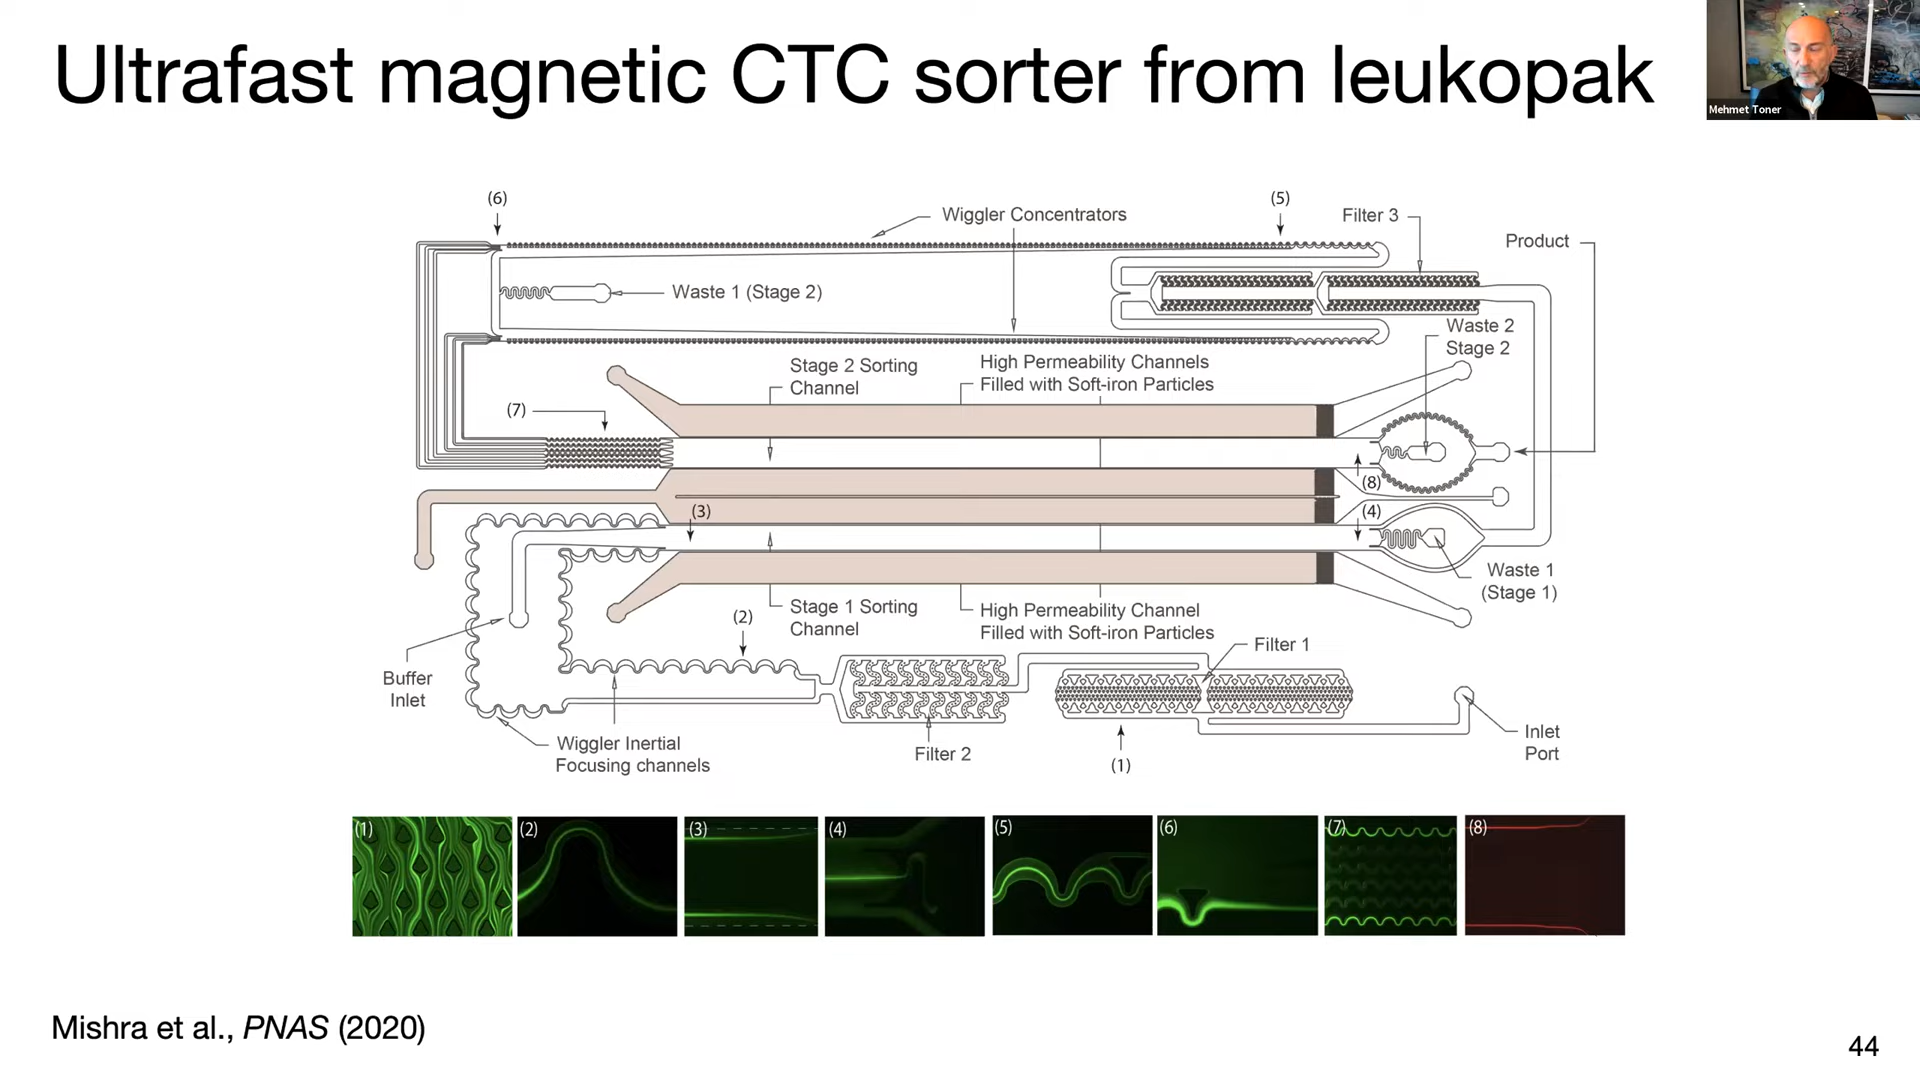 Ultrafast magnetic CTC sorter from leukopak
Mehmet Toner
(6)
Wiggler Concentrators
(5)
Filter 3
Product
Waste 1 (Stage 2)
Waste 2
Stage 2
Stage 2 Sorting
Channel
High Permeability Channels
Filled with Soft-iron Particles
(7)
(8)
(3)
(4)
Waste 1
(Stage 1)
Stage 1 Sorting
Channel
High Permeability Channel
Filled with Soft-iron Particles
(2)
Filter 1
Buffer
Inlet
Wiggler Inertial
Focusing channels
Filter 2
(1)
Inlet
Port
(1)
(2)
(3)
(4)
(5)
(6)
(7)
(8)
Mishra et al., PNAS (2020)
44